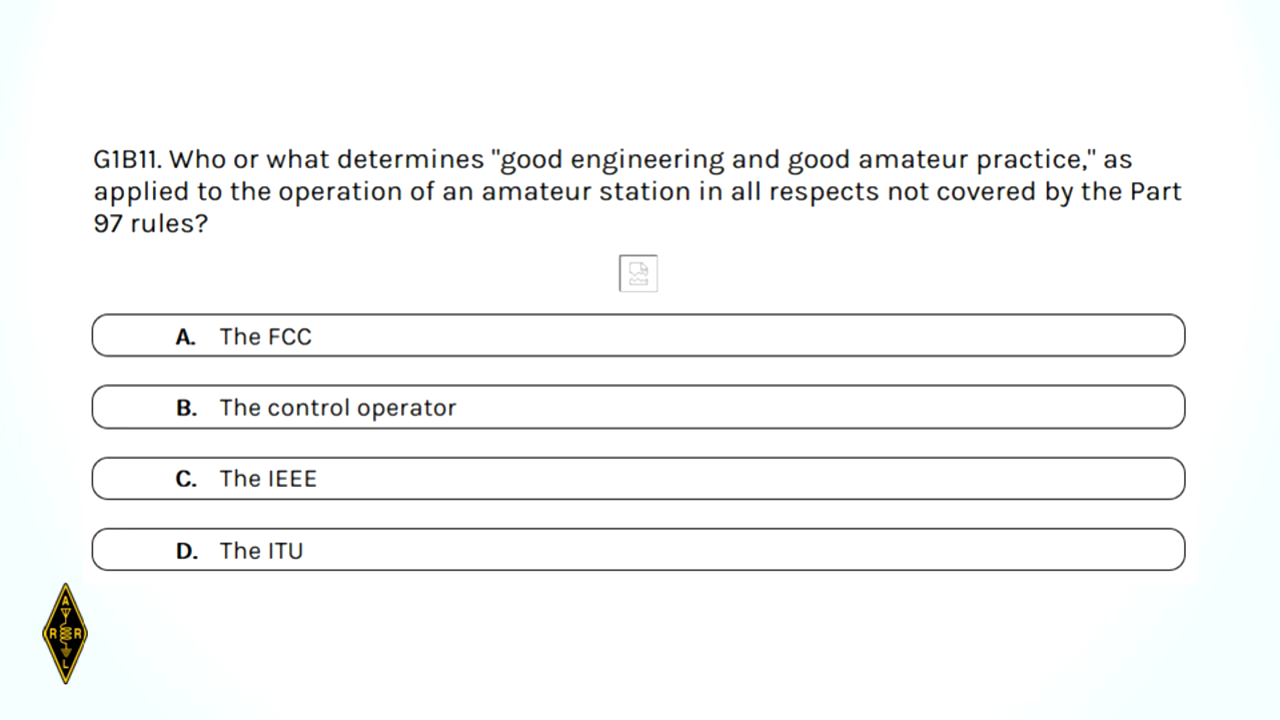 G1B11. Who or what determines "good engineering and good amateur practice," as
applied to the operation of an amateur station in all respects not covered by the Part
97 rules?
A. The FCC
B. The control operator
C. The IEEE
D. The ITU
A
R R
L